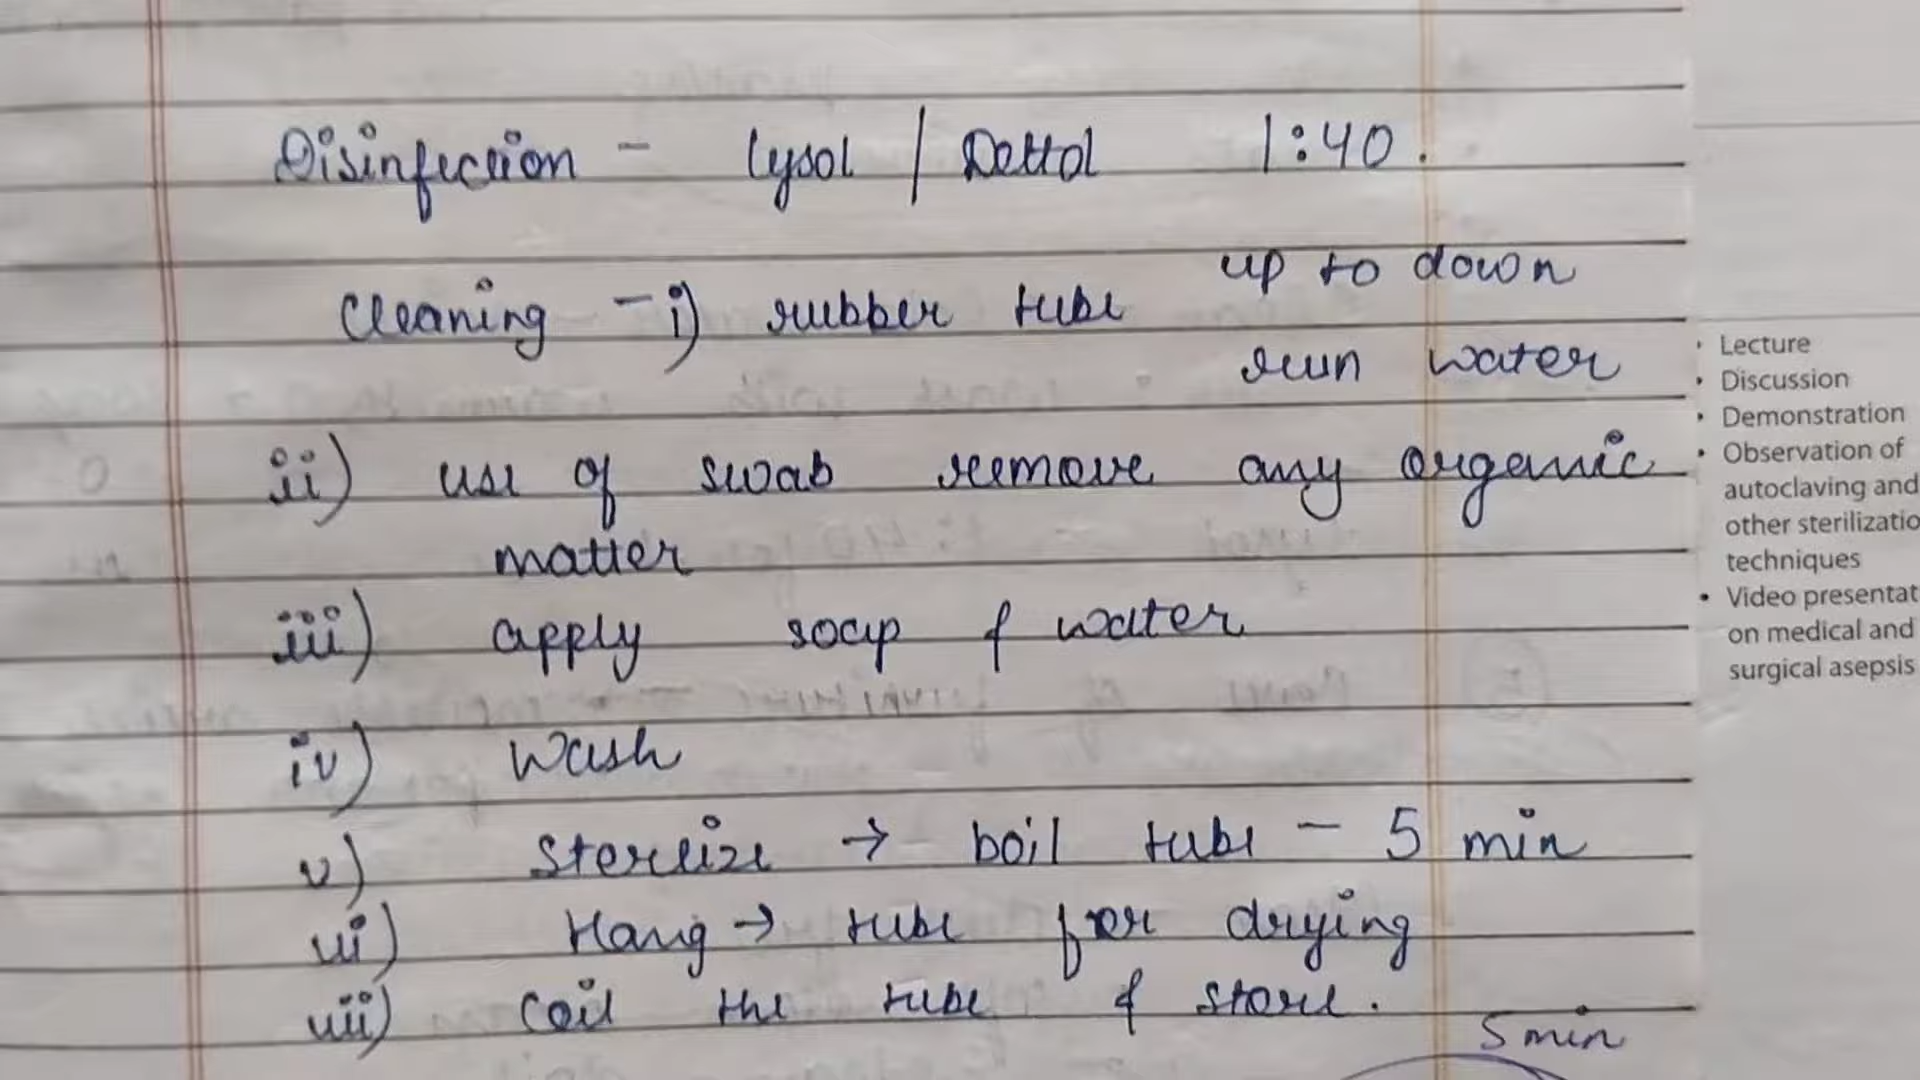 Disinfection - Lysol / Dettol 1:40.
Cleaning - i) rubber tube up to down
run water
ii) use of swab remove any organic
matter
iii) apply soap & water
iv) wash
v) Sterlize → boil tube - 5 min
vi) Hang → tube for drying
vii) Coil the tube & store.
5 min
• Lecture
• Discussion
• Demonstration
• Observation of
autoclaving and
other sterilizatio
techniques
• Video presentat
on medical and
surgical asepsis